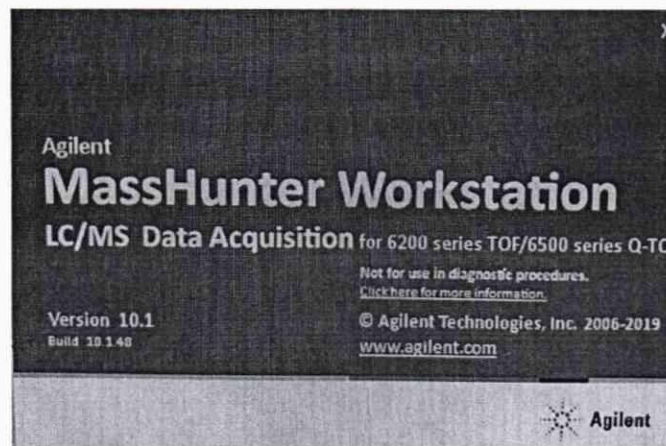 Agilent
MassHunter Workstation
LC/MS Data Acquisition for 6200 series TOF/6500 series Q-TO
Not for use in diagnostic procedures.
Click here for more information.
Version 10.1
Build 10.1.48
© Agilent Technologies, Inc. 2006-2019
www.agilent.com
Agilent